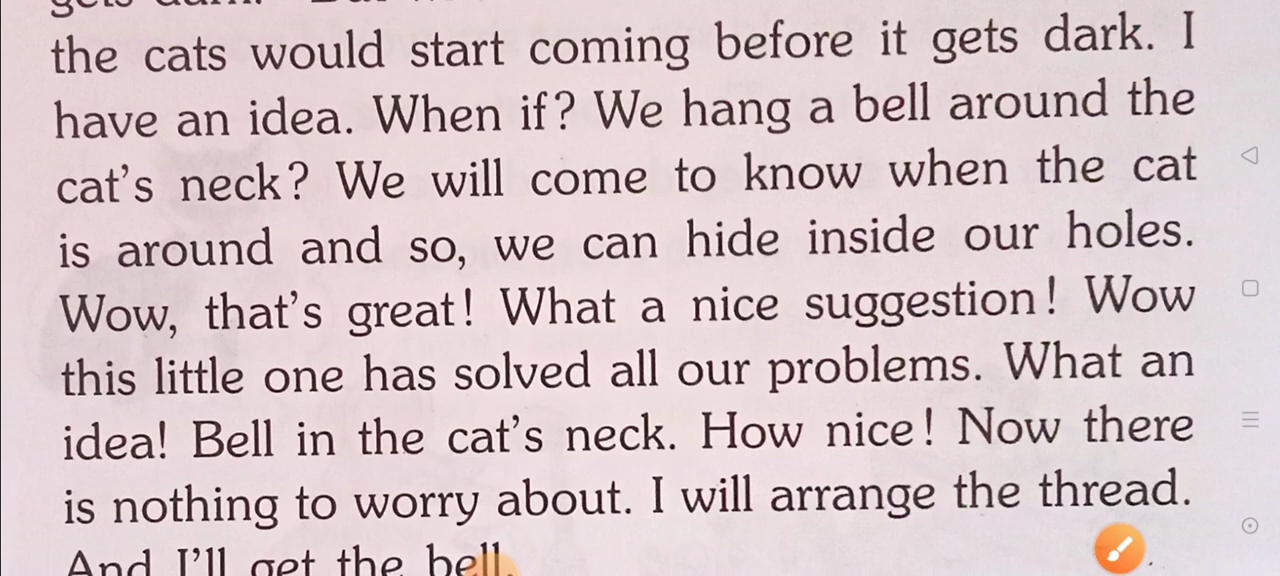 the cats would start coming before it gets dark. I
have an idea. When if? We hang a bell around the
cat's neck? We will come to know when the cat
is around and so, we can hide inside our holes.
Wow, that's great! What a nice suggestion! Wow
this little one has solved all our problems. What an
idea! Bell in the cat's neck. How nice! Now there
is nothing to worry about. I will arrange the thread.
And I'll get the bell.